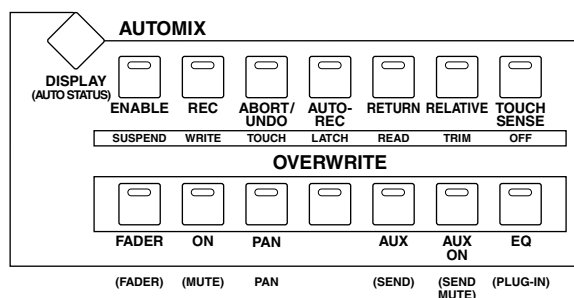 AUTOMIX
DISPLAY
(AUTO STATUS)
ENABLE REC ABORT/ AUTO- RETURN RELATIVE TOUCH
UNDO REC SENSE
SUSPEND WRITE TOUCH LATCH READ TRIM OFF
OVERWRITE
FADER ON PAN AUX AUX EQ
ON
(FADER) (MUTE) PAN (SEND) (SEND (PLUG-IN)
MUTE)